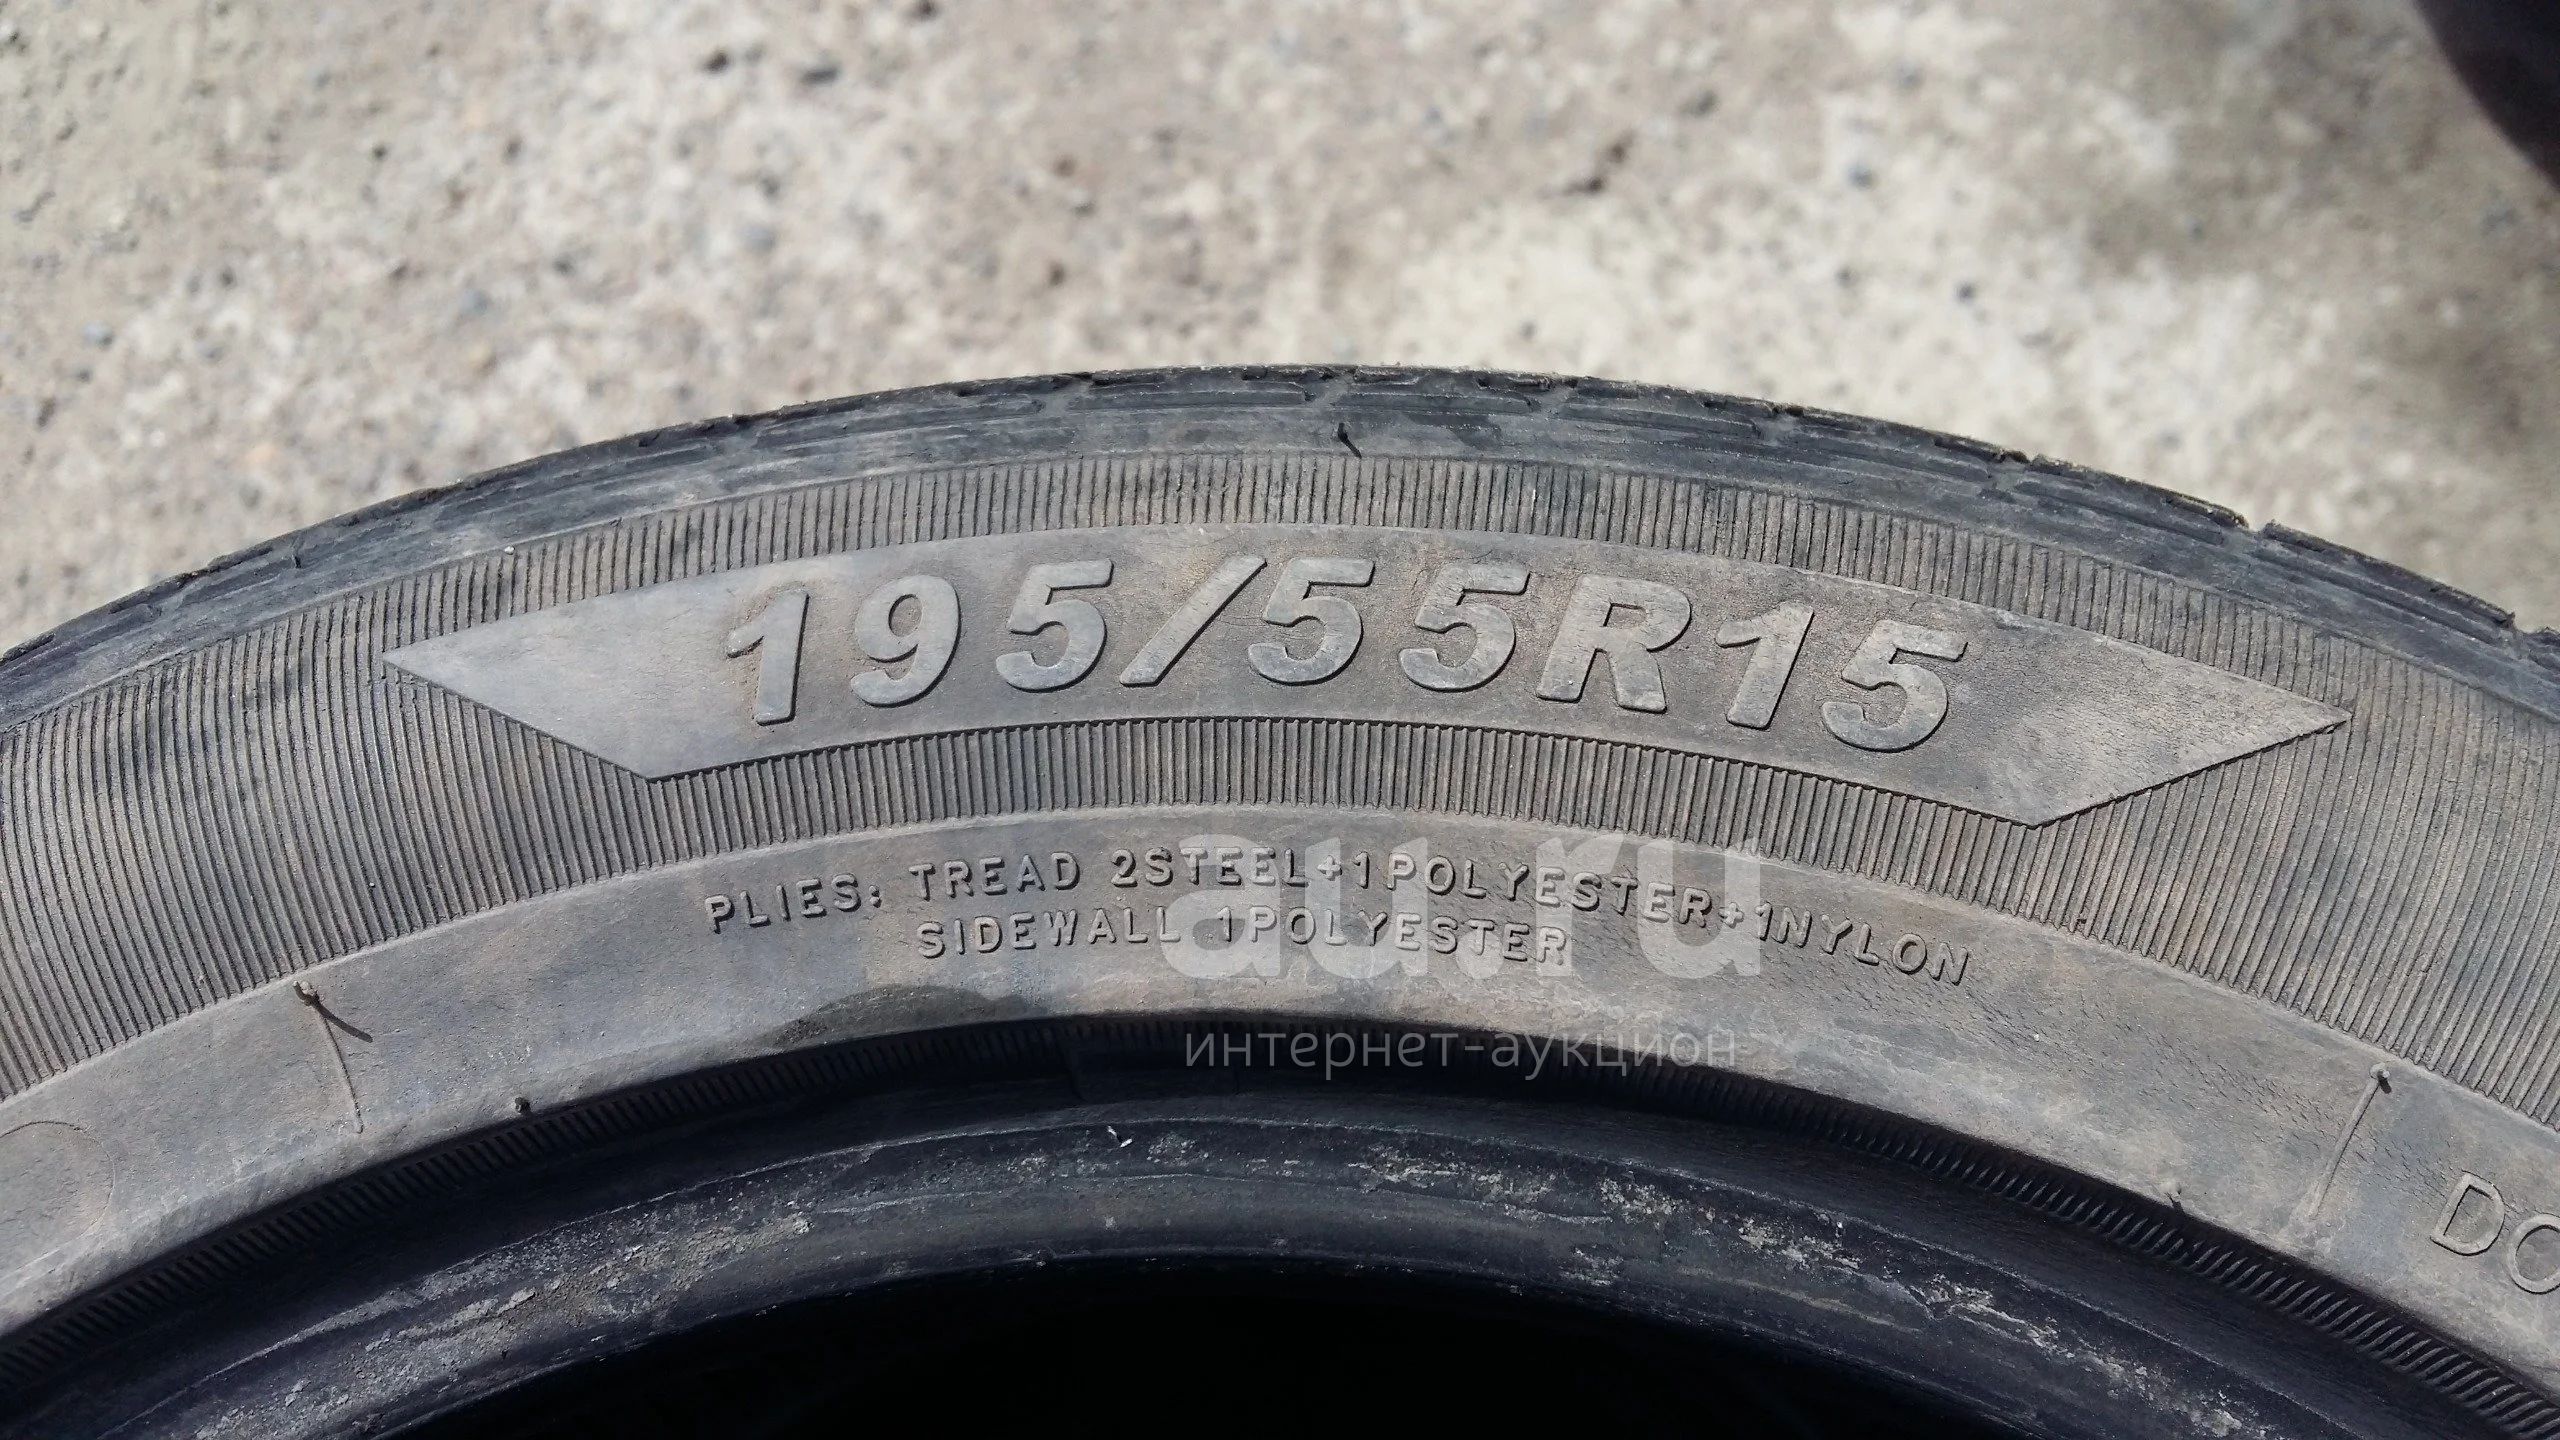 195/55R15
PLIES: TREAD 2STEEL+1POLYESTER+1NYLON
SIDEWALL 1POLYESTER
au.ru
интернет-аукцион